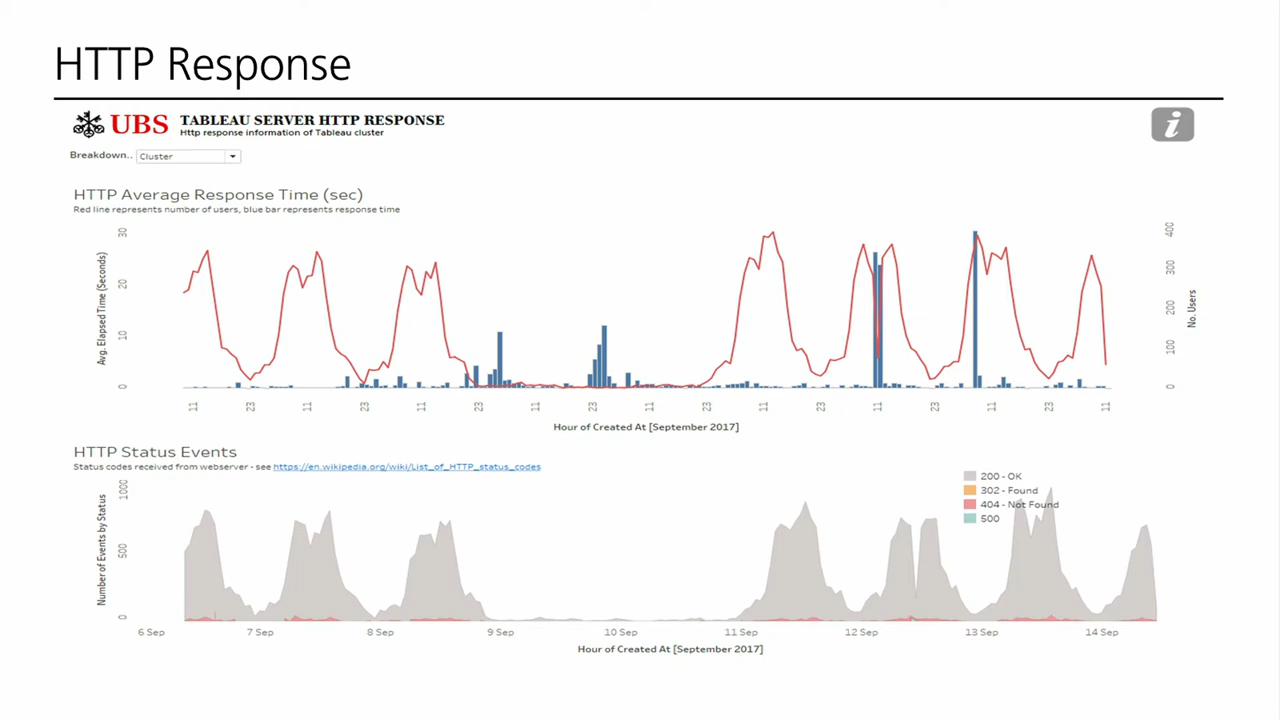 HTTP Response
UBS
TABLEAU SERVER HTTP RESPONSE
Http response information of Tableau cluster
i
Breakdown..
Cluster
HTTP Average Response Time (sec)
Red line represents number of users, blue bar represents response time
Avg. Elapsed Time (Seconds)
30
20
10
0
400
300
200
100
0
No. Users
11 23 11 23 11 23 11 23 11 23 11 23 11 23 11 23 11
Hour of Created At [September 2017]
HTTP Status Events
Status codes received from webserver - see https://en.wikipedia.org/wiki/List_of_HTTP_status_codes
Number of Events by Status
1000
500
0
200 - OK
302 - Found
404 - Not Found
500
6 Sep 7 Sep 8 Sep 9 Sep 10 Sep 11 Sep 12 Sep 13 Sep 14 Sep
Hour of Created At [September 2017]